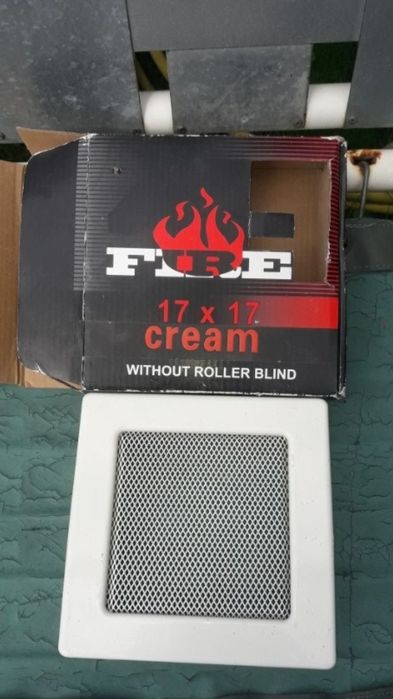 FIRE
17 x 17
cream
WITHOUT ROLLER BLIND